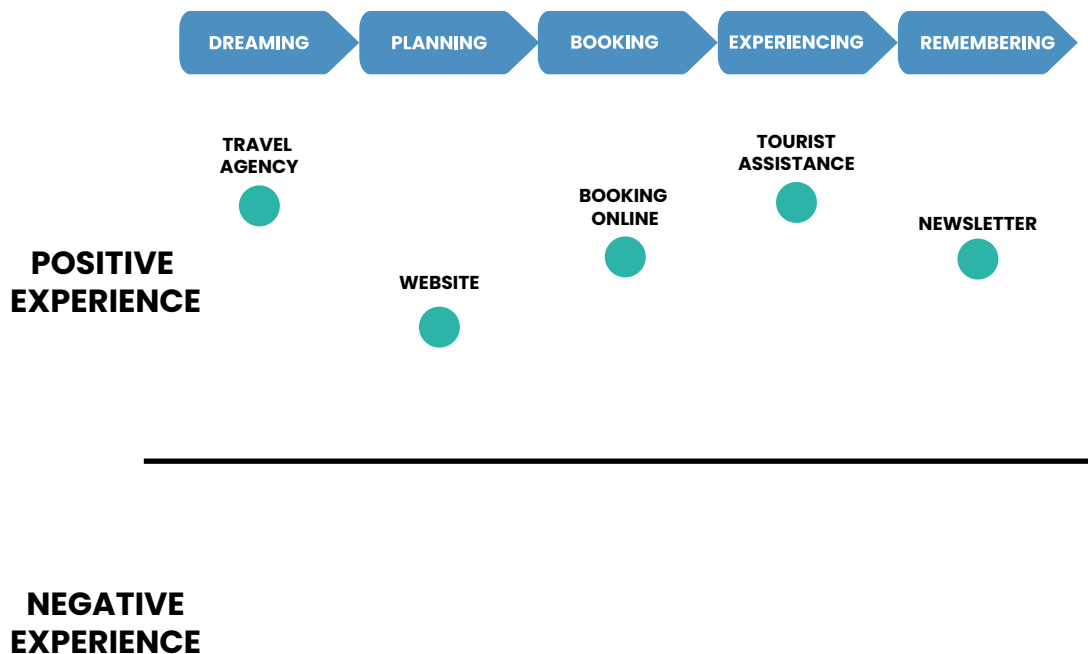 DREAMING
PLANNING
BOOKING
EXPERIENCING
REMEMBERING
TRAVEL
AGENCY
TOURIST
ASSISTANCE
BOOKING
ONLINE
NEWSLETTER
POSITIVE
EXPERIENCE
WEBSITE
NEGATIVE
EXPERIENCE